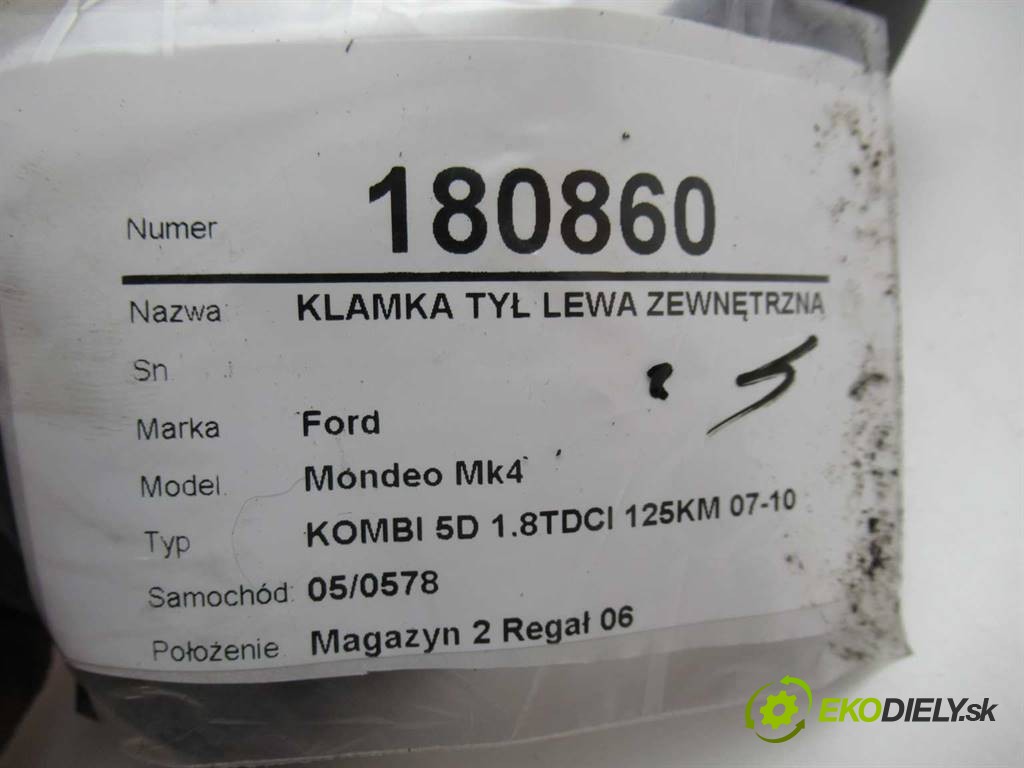 Numer 180860
Nazwa: KLAMKA TYŁ LEWA ZEWNĘTRZNA
Sn
Marka Ford
Model Mondeo Mk4
Typ KOMBI 5D 1.8TDCI 125KM 07-10
Samochód: 05/0578
Położenie Magazyn 2 Regał 06
EKODIELY.sk